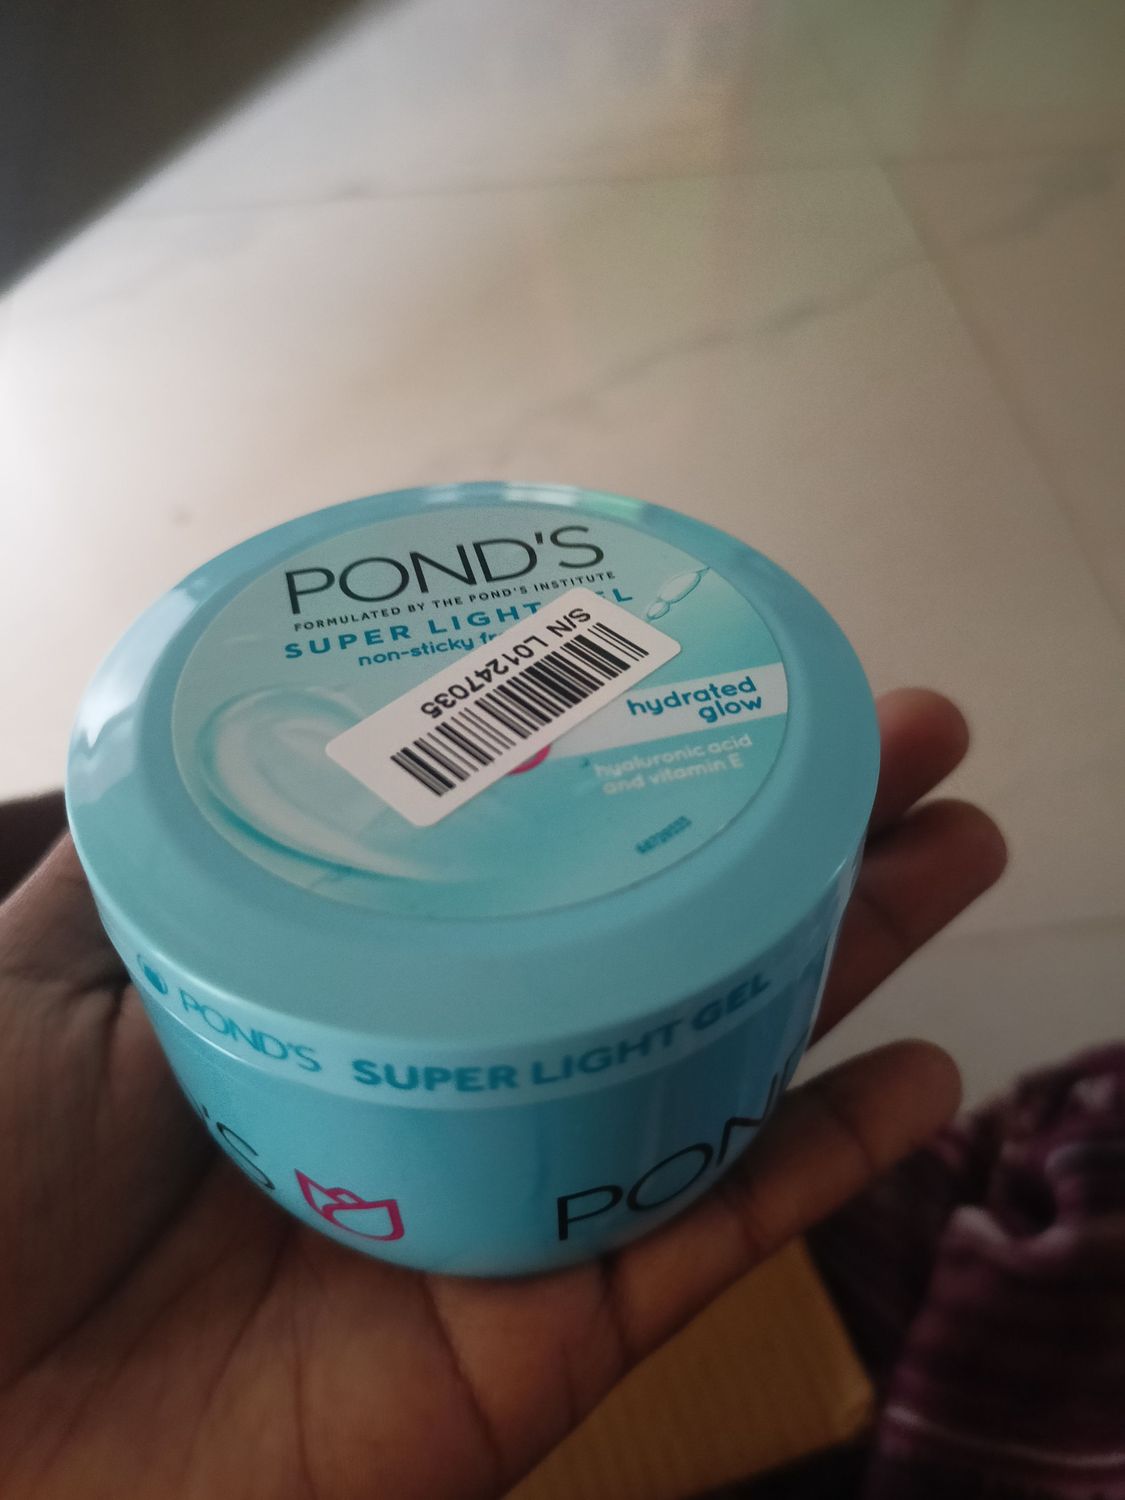 POND'S
FORMULATED BY THE POND'S INSTITUTE
SUPER LIGHT GEL
non-sticky
S/N L01247035
hydrated
glow
hyaluronic acid
and vitamin E
POND'S SUPER LIGHT GEL
'S
POND